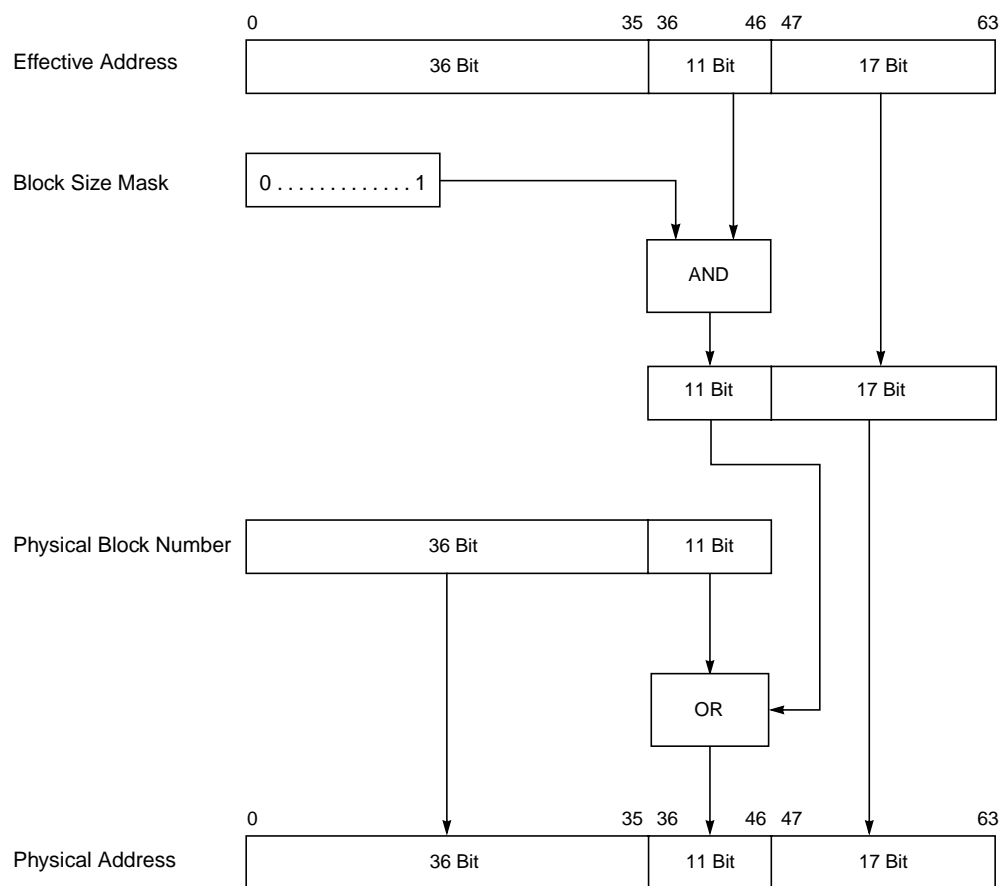 0 35 36 46 47 63
Effective Address 36 Bit 11 Bit 17 Bit
Block Size Mask 0 . . . . . . . . . . . . . 1
AND
11 Bit 17 Bit
Physical Block Number 36 Bit 11 Bit
OR
0 35 36 46 47 63
Physical Address 36 Bit 11 Bit 17 Bit